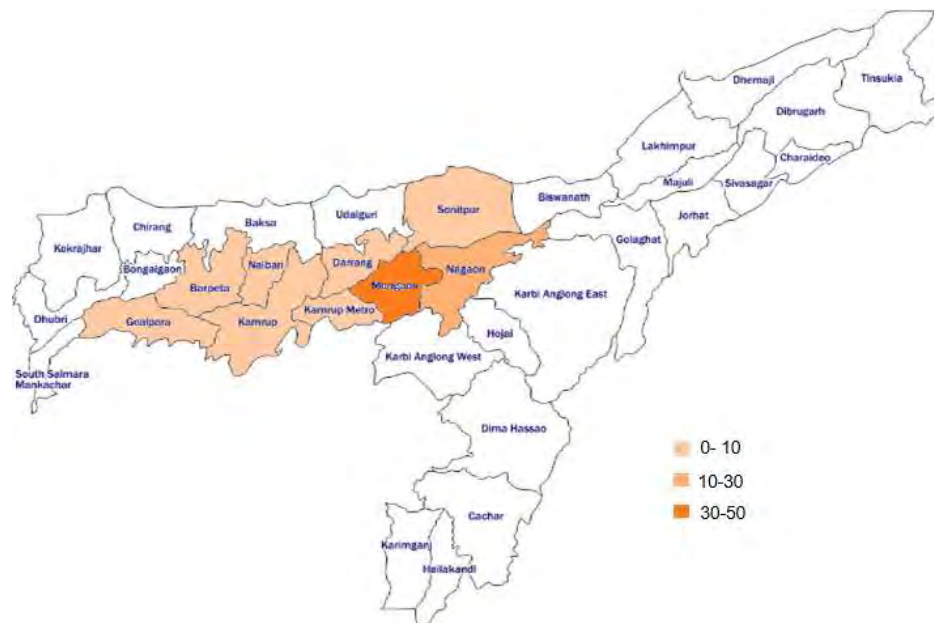 Tinsukia
Dhemaji
Dibrugarh
Lakhimpur
Charaideo
Majuli
Sivasagar
Jorhat
Biswanath
Sonitpur
Udalguri
Baksa
Chirang
Kokrajhar
Golaghat
Bongaigaon
Nalbari
Darrang
Nagaon
Barpeta
Morigaon
Karbi Anglong East
Kamrup Metro
Dhubri
Goalpara
Kamrup
Hojai
Karbi Anglong West
South Salmara
Mankachar
Dima Hassao
0- 10
10-30
30-50
Cachar
Karimganj
Hailakandi